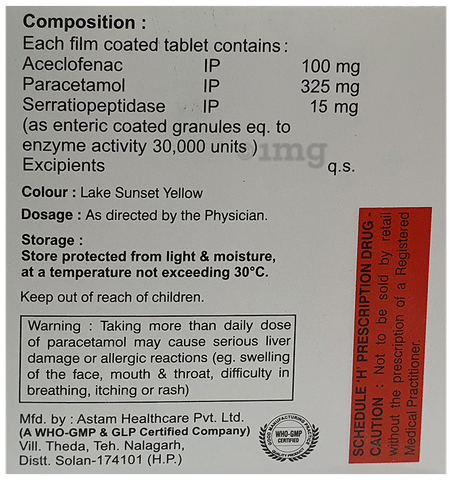 Composition :
Each film coated tablet contains :
Aceclofenac IP 100 mg
Paracetamol IP 325 mg
Serratiopeptidase IP 15 mg
(as enteric coated granules eq. to
enzyme activity 30,000 units )
1mg
Excipients q.s.
Colour : Lake Sunset Yellow
Dosage : As directed by the Physician.
Storage :
Store protected from light & moisture,
at a temperature not exceeding 30°C.
Keep out of reach of children.
Warning : Taking more than daily dose
of paracetamol may cause serious liver
damage or allergic reactions (eg. swelling
of the face, mouth & throat, difficulty in
breathing, itching or rash)
Mfd. by : Astam Healthcare Pvt. Ltd.
(A WHO-GMP & GLP Certified Company)
Vill. Theda, Teh. Nalagarh,
Distt. Solan-174101 (H.P.)
GOOD MANUFACTURING PRACTICE
WHO-GMP
CERTIFIED
QUALITY PRODUCT
SCHEDULE 'H' PRESCRIPTION DRUG -
CAUTION : Not to be sold by retail
without the prescription of a Registered
Medical Practitioner.